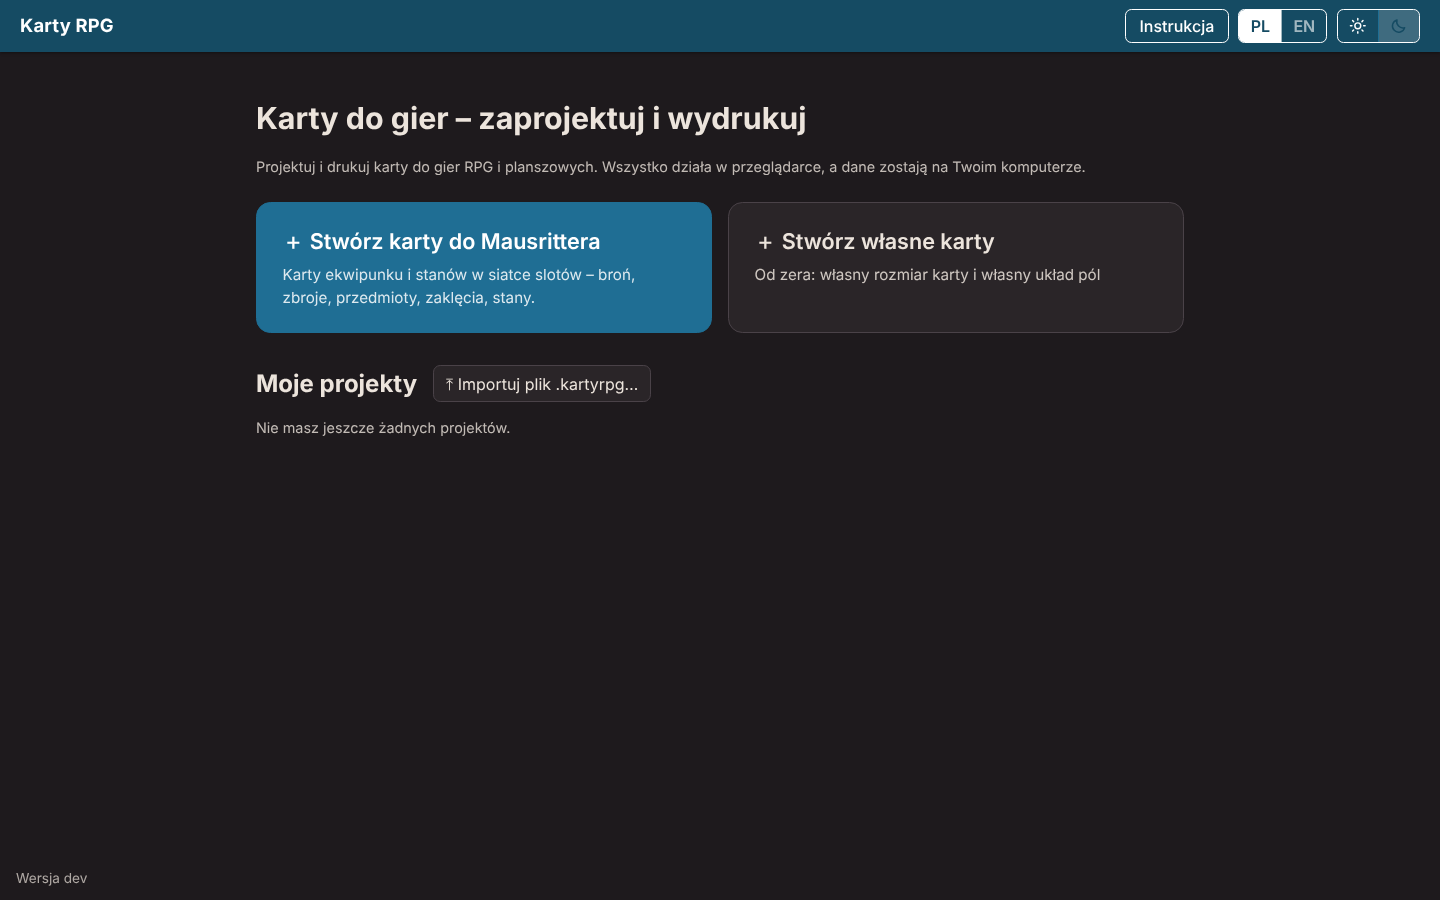 Karty RPG
Instrukcja
PL
EN
Karty do gier – zaprojektuj i wydrukuj
Projektuj i drukuj karty do gier RPG i planszowych. Wszystko działa w przeglądarce, a dane zostają na Twoim komputerze.
+ Stwórz karty do Mausrittera
Karty ekwipunku i stanów w siatce slotów – broń,
zbroje, przedmioty, zaklęcia, stany.
+ Stwórz własne karty
Od zera: własny rozmiar karty i własny układ pól
Moje projekty
⤒ Importuj plik .kartyrpg…
Nie masz jeszcze żadnych projektów.
Wersja dev